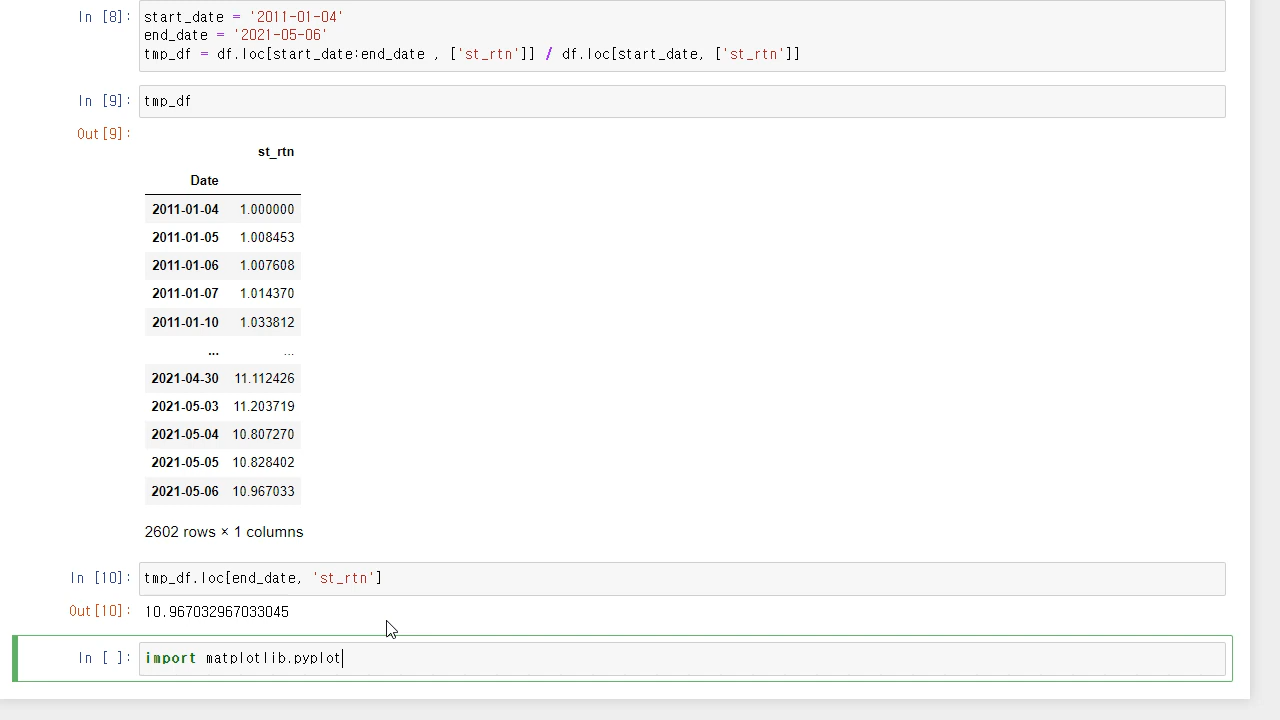 In [8]: start_date = '2011-01-04'
end_date = '2021-05-06'
tmp_df = df.loc[start_date:end_date , ['st_rtn']] / df.loc[start_date, ['st_rtn']]
In [9]: tmp_df
Out[9]:
st_rtn
Date
2011-01-04 1.000000
2011-01-05 1.008453
2011-01-06 1.007608
2011-01-07 1.014370
2011-01-10 1.033812
... ...
2021-04-30 11.112426
2021-05-03 11.203719
2021-05-04 10.807270
2021-05-05 10.828402
2021-05-06 10.967033
2602 rows × 1 columns
In [10]: tmp_df.loc[end_date, 'st_rtn']
Out[10]: 10.967032967033045
In [ ]: import matplotlib.pyplot